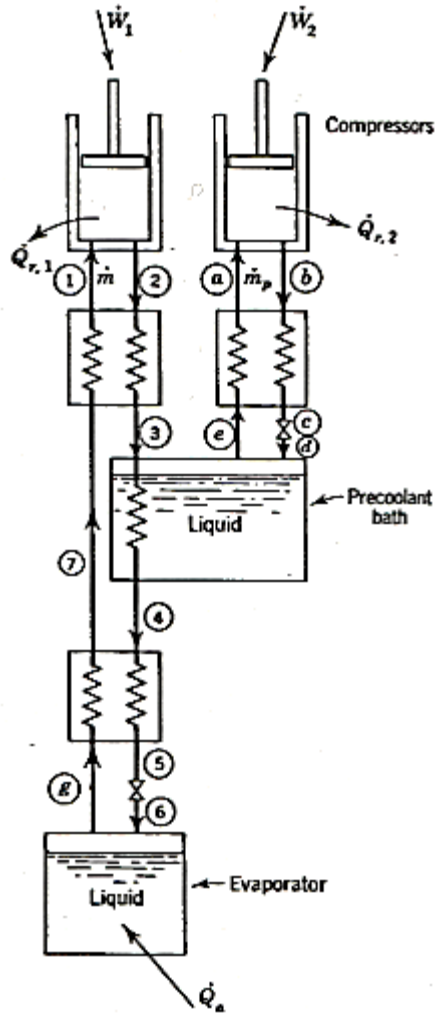 Ẇ₁
Ẇ₂
Compressors
Q̇r,1
Q̇r,2
1
ṁ
2
a
ṁp
b
3
e
c
d
Liquid
Precoolant
bath
7
4
5
g
6
Liquid
Evaporator
Q̇a